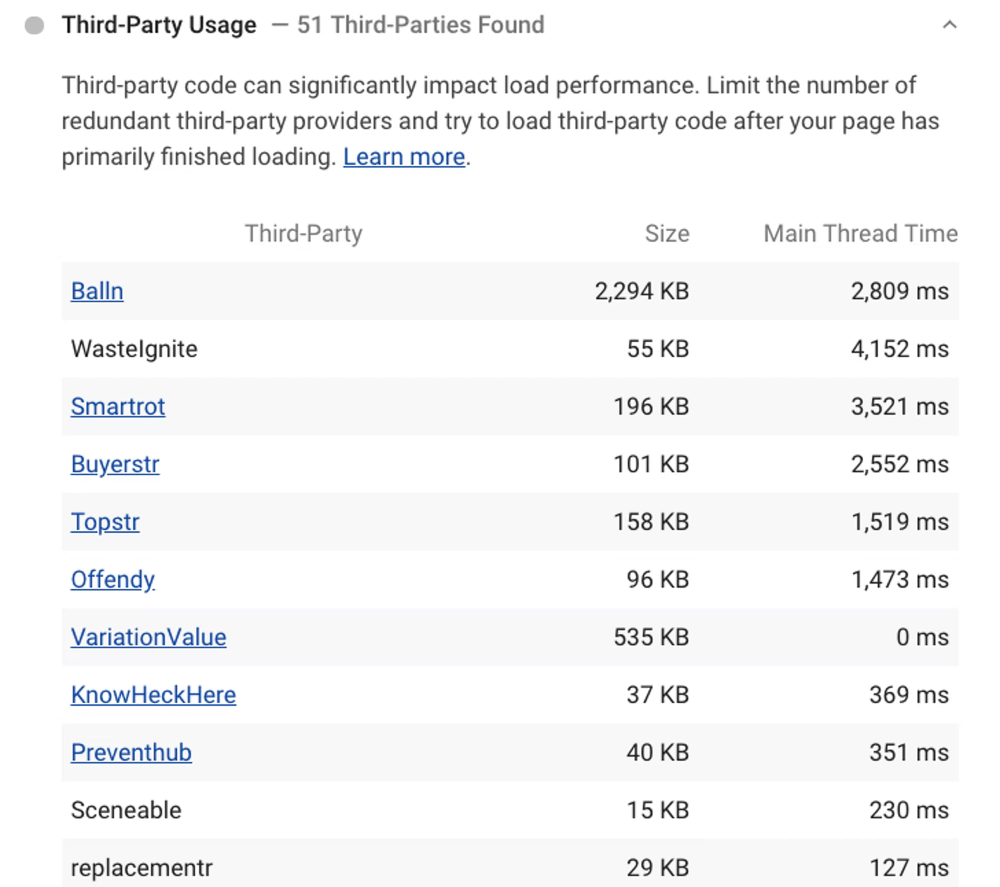 Third-Party Usage — 51 Third-Parties Found
Third-party code can significantly impact load performance. Limit the number of
redundant third-party providers and try to load third-party code after your page has
primarily finished loading. Learn more.
Third-Party Size Main Thread Time
Balln 2,294 KB 2,809 ms
WasteIgnite 55 KB 4,152 ms
Smartrot 196 KB 3,521 ms
Buyerstr 101 KB 2,552 ms
Topstr 158 KB 1,519 ms
Offendy 96 KB 1,473 ms
VariationValue 535 KB 0 ms
KnowHeckHere 37 KB 369 ms
Preventhub 40 KB 351 ms
Sceneable 15 KB 230 ms
replacementr 29 KB 127 ms